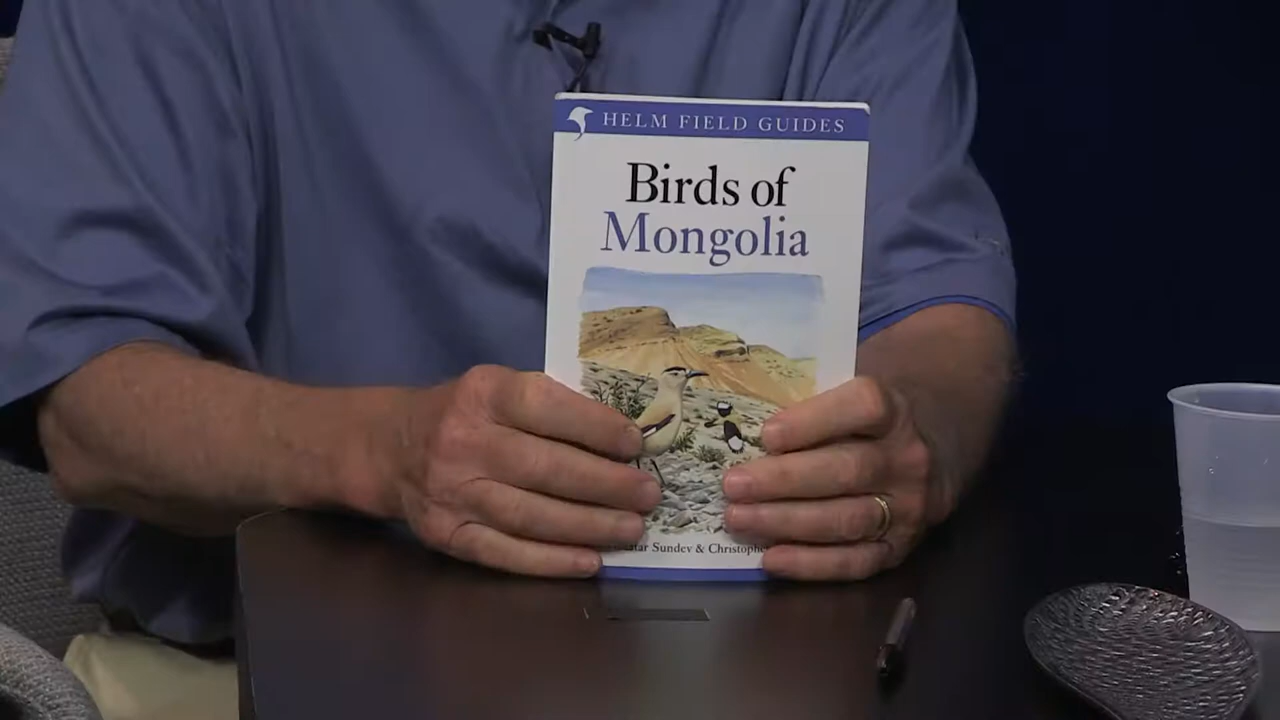 HELM FIELD GUIDES
Birds of
Mongolia
Sundev & Christophe